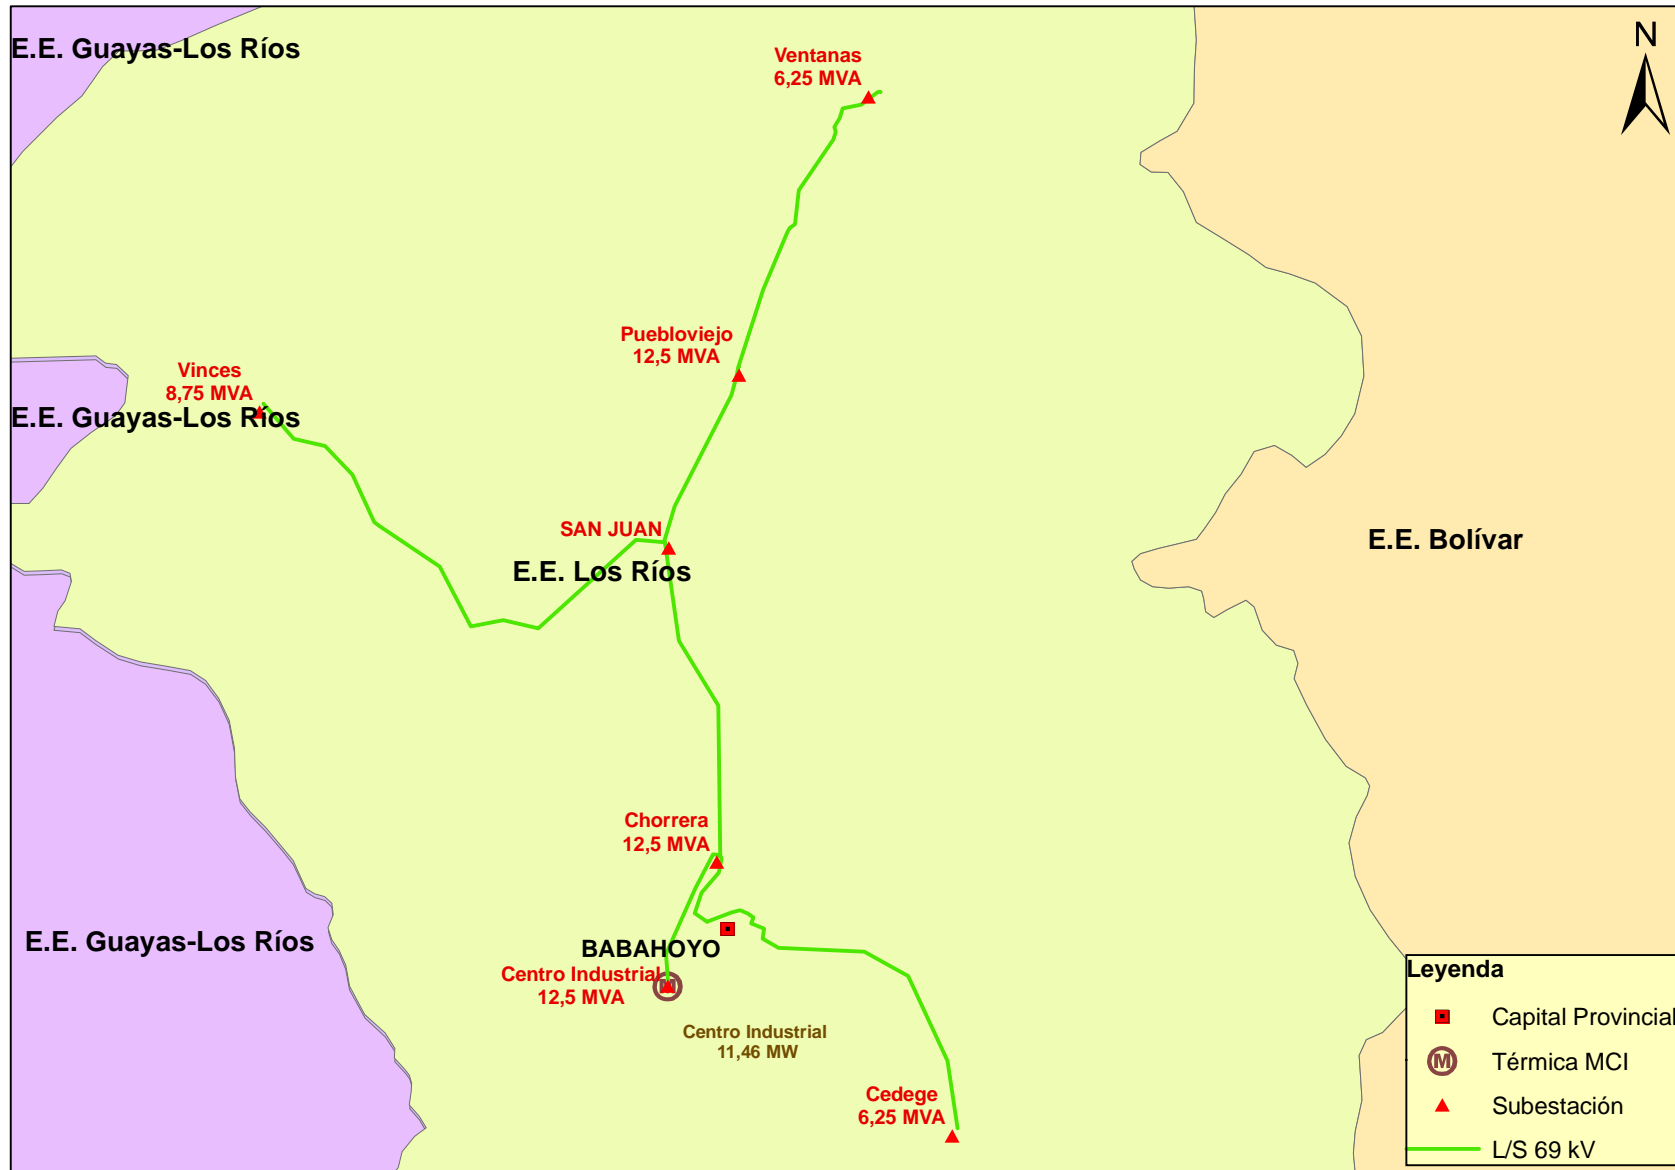 E.E. Guayas-Los Ríos
Ventanas
6,25 MVA
N
Puebloviejo
12,5 MVA
Vinces
8,75 MVA
E.E. Guayas-Los Ríos
SAN JUAN
E.E. Los Ríos
E.E. Bolívar
Chorrera
12,5 MVA
E.E. Guayas-Los Ríos
BABAHOYO
Centro Industrial
12,5 MVA
M
Centro Industrial
11,46 MW
Cedege
6,25 MVA
Leyenda
Capital Provincial
M
Térmica MCI
Subestación
L/S 69 kV